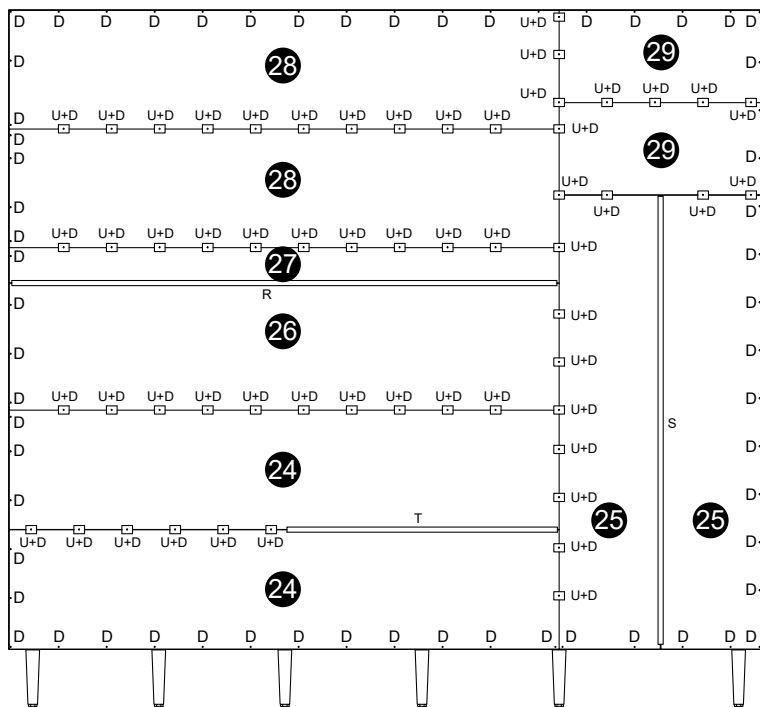 D D D D D D D D D D D U+D D D D D D
D U+D D
28 29
U+D U+D U+D U+D
D U+D U+D U+D U+D U+D U+D U+D U+D U+D U+D U+D U+D
D
D 28 29 D
D U+D U+D
D U+D U+D U+D U+D U+D U+D U+D U+D U+D U+D U+D U+D D
D 27 U+D D
R
D U+D D
26
D U+D D
D U+D U+D U+D U+D U+D U+D U+D U+D U+D U+D U+D D
D S
D U+D D
24
D U+D D
T 25 25
U+D U+D U+D U+D U+D U+D U+D D
D
24
D U+D D
D D D D D D D D D D D D D D D D D